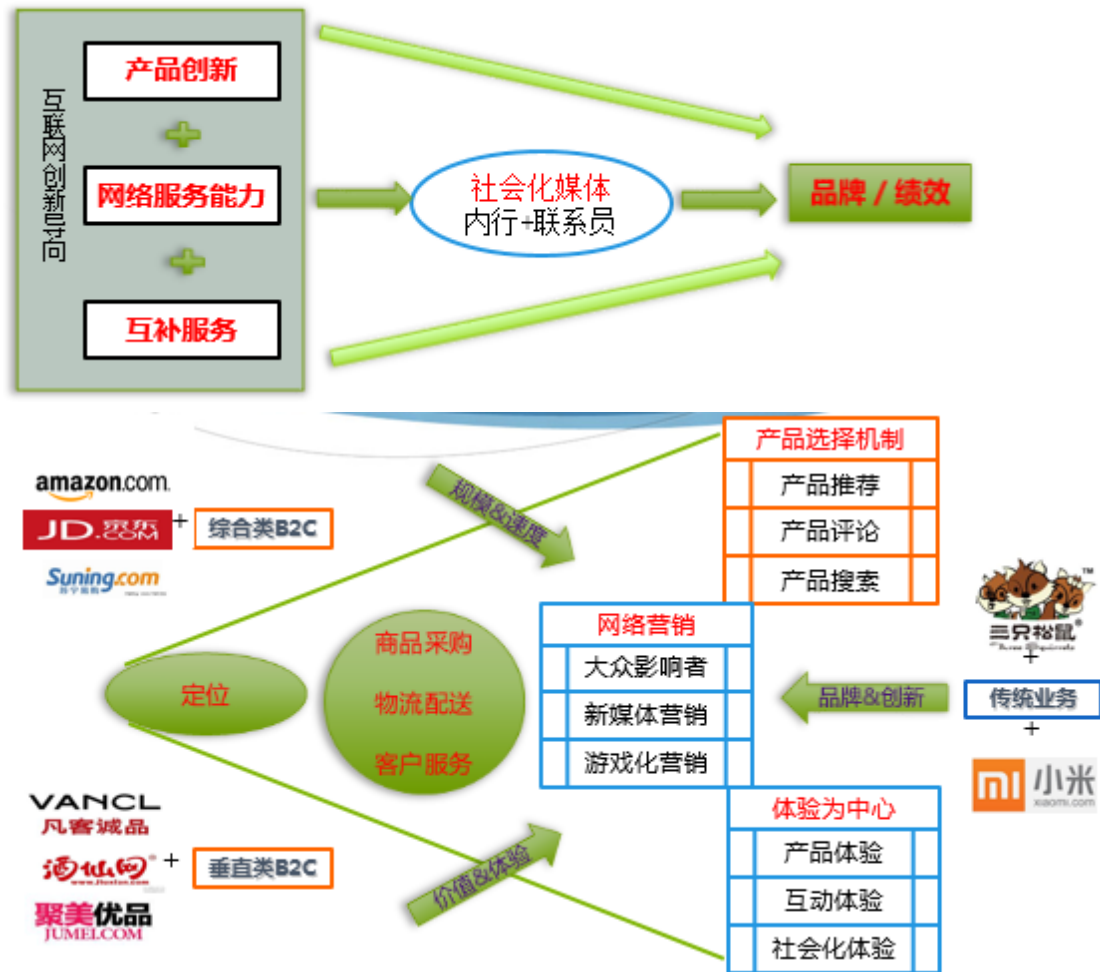 互联网创新导向
产品创新
网络服务能力
互补服务
社会化媒体
内行+联系员
品牌 / 绩效
amazon.com
JD.京东
.COM
+
综合类B2C
Suning.com
规模&速度
产品选择机制
产品推荐
产品评论
产品搜索
定位
商品采购
物流配送
客户服务
网络营销
大众影响者
新媒体营销
游戏化营销
品牌&创新
三只松鼠
Three Squirrels
+
传统业务
+
小米
xiaomi.com
VANCL
凡客诚品
酒仙网
聚美优品
JUMEI.COM
+
垂直类B2C
价值&体验
体验为中心
产品体验
互动体验
社会化体验